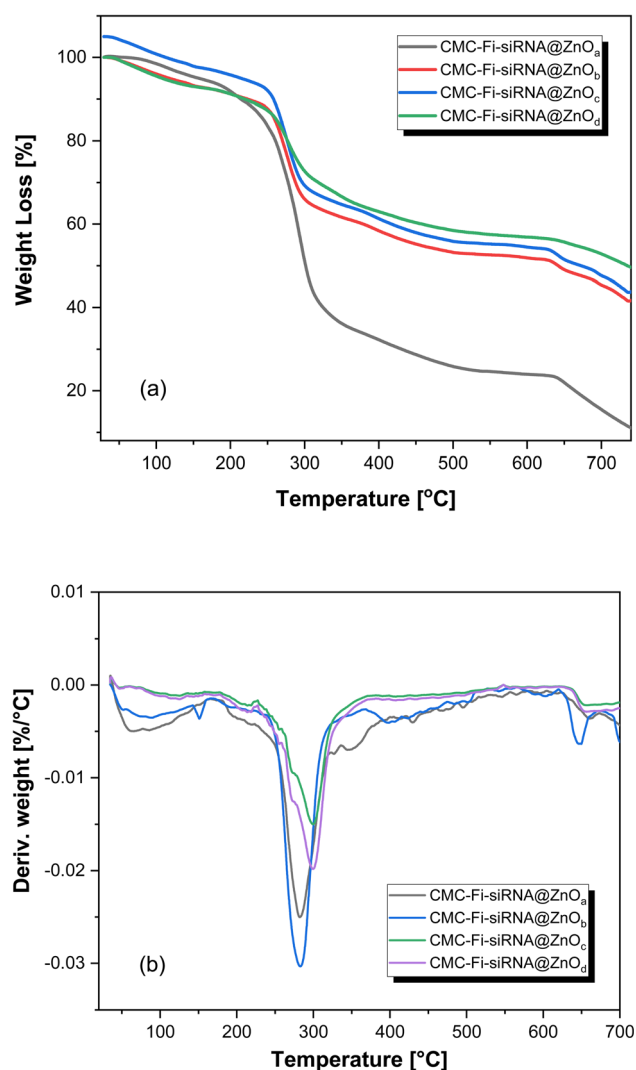 (a)
Weight Loss [%]
100
80
60
40
20
CMC-Fi-siRNA@ZnOa
CMC-Fi-siRNA@ZnOb
CMC-Fi-siRNA@ZnOc
CMC-Fi-siRNA@ZnOd
(a)
100 200 300 400 500 600 700
Temperature [oC]
0.01
0.00
-0.01
-0.02
-0.03
Deriv. weight [%/°C]
CMC-Fi-siRNA@ZnOa
CMC-Fi-siRNA@ZnOb
CMC-Fi-siRNA@ZnOc
CMC-Fi-siRNA@ZnOd
(b)
100 200 300 400 500 600 700
Temperature [°C]